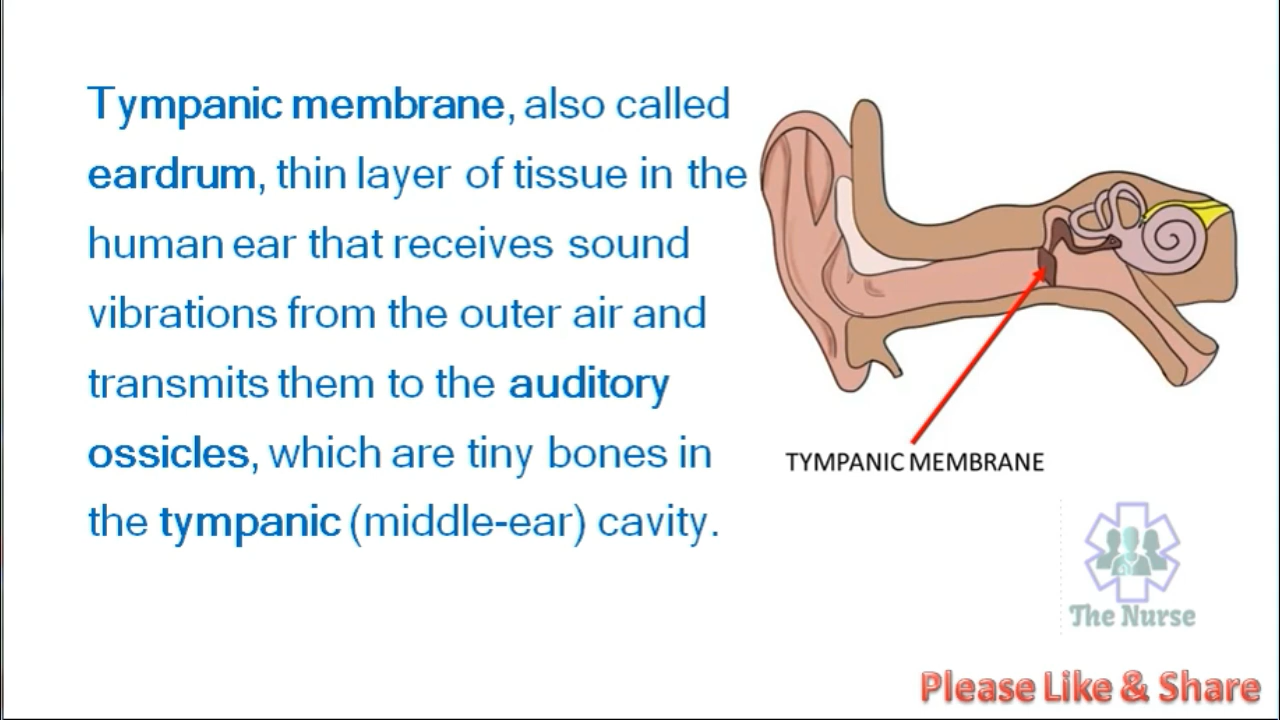 Tympanic membrane, also called
eardrum, thin layer of tissue in the
human ear that receives sound
vibrations from the outer air and
transmits them to the auditory
ossicles, which are tiny bones in
the tympanic (middle-ear) cavity.
TYMPANIC MEMBRANE
The Nurse
Please Like & Share